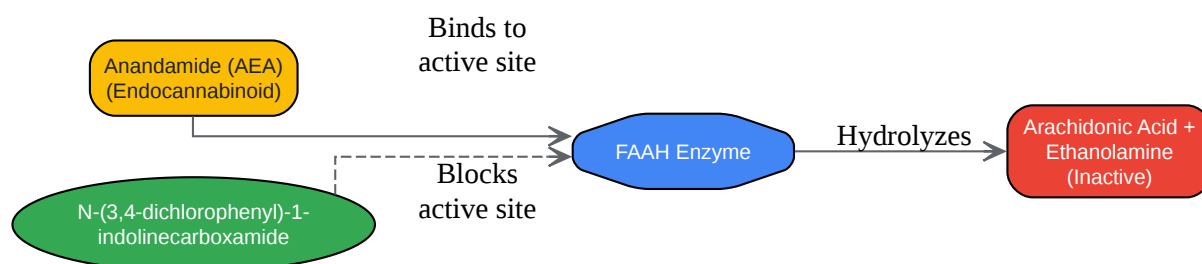 Binds to
active site
Anandamide (AEA)
(Endocannabinoid)
FAAH Enzyme
Hydrolyzes
Arachidonic Acid +
Ethanolamine
(Inactive)
Blocks
active site
N-(3,4-dichlorophenyl)-1-
indolinecarboxamide